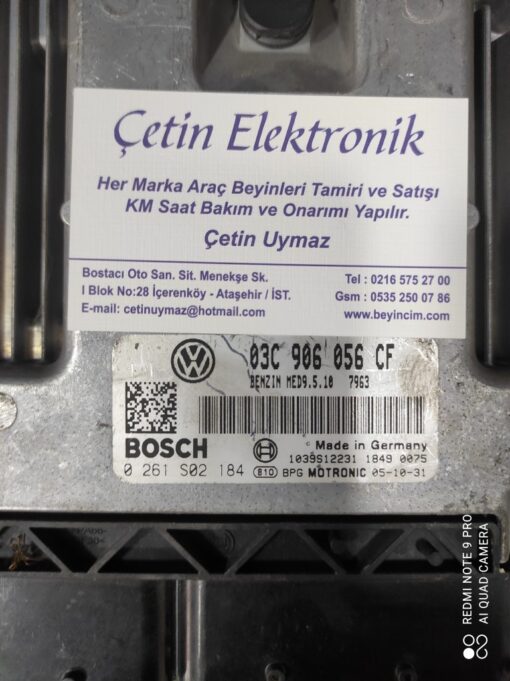 Çetin Elektronik
Her Marka Araç Beyinleri Tamiri ve Satışı
KM Saat Bakım ve Onarımı Yapılır.
Çetin Uymaz
Bostacı Oto San. Sit. Menekşe Sk.
I Blok No:28 İçerenköy - Ataşehir / İST.
E-mail: cetinuymaz@hotmail.com
Tel : 0216 575 27 00
Gsm : 0535 250 07 86
www.beyincim.com
03C 906 056 CF
BENZIN MED9.5.10 7963
BOSCH
Made in Germany
1039S12231 1849 0075
0 261 S02 184 810 BPG MOTRONIC 05-10-31
REDMI NOTE 9 PRO
AI QUAD CAMERA